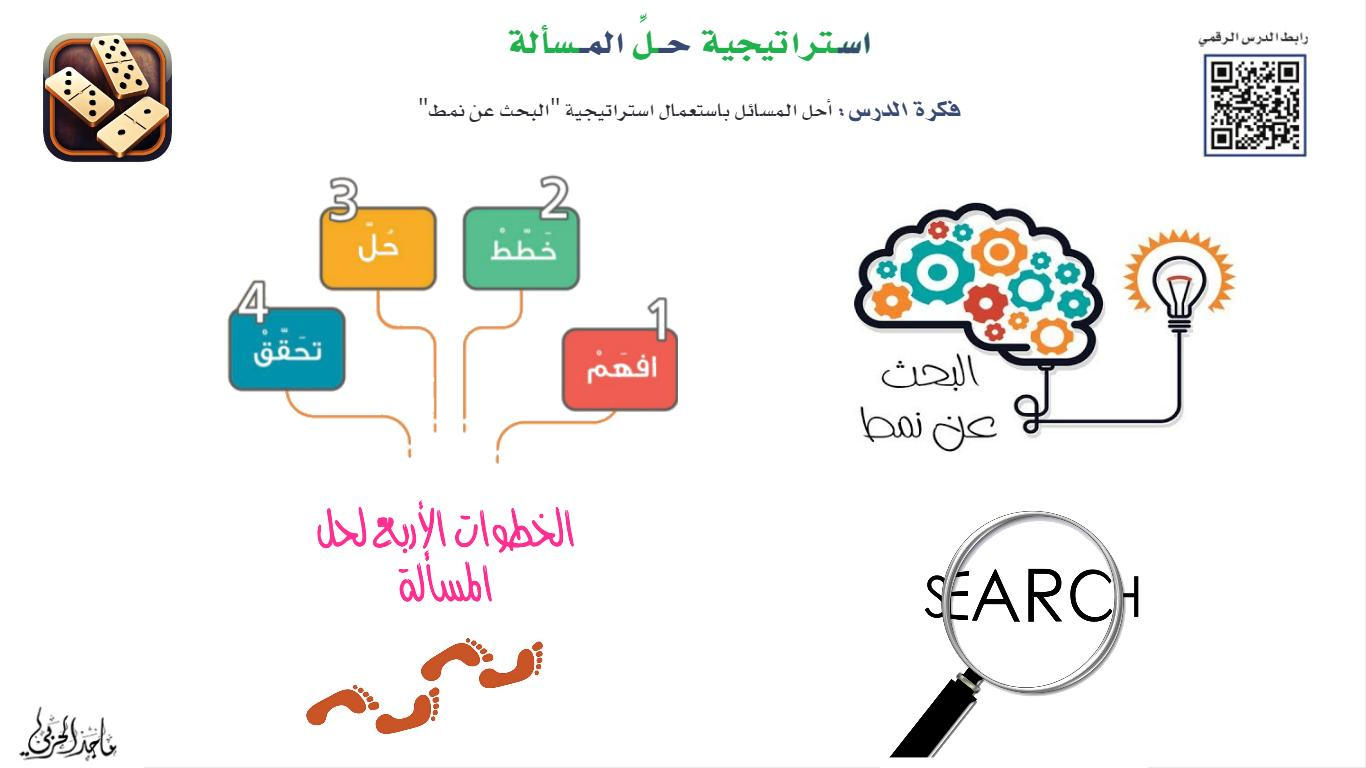 رابط الدرس الرقمي
استراتيجية حلِّ المسألة
فكرة الدرس: أحل المسائل باستعمال استراتيجية "البحث عن نمط"
1
افهَمْ
2
خَطّطْ
3
حُلّ
4
تحَقّقْ
البحث
عن نمط
الخطوات الأربع لحل
المسألة
SEARCH
ماجد الحربي